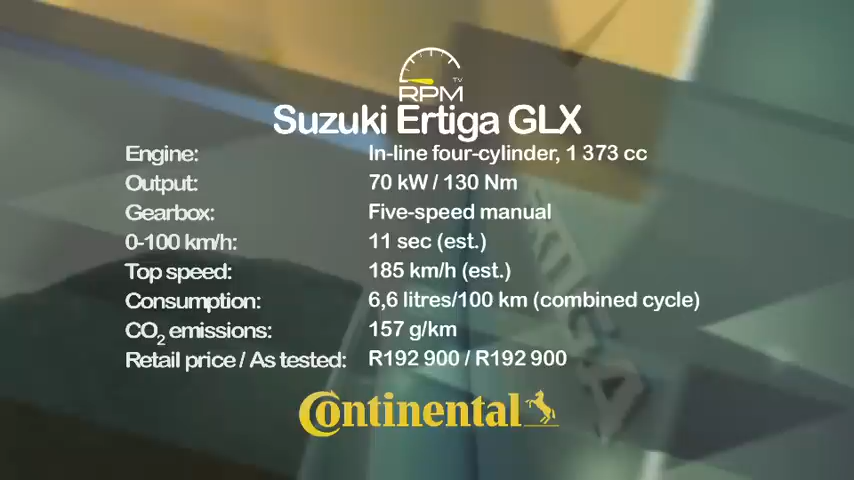 TV
RPM
Suzuki Ertiga GLX
Engine: In-line four-cylinder, 1 373 cc
Output: 70 kW / 130 Nm
Gearbox: Five-speed manual
0-100 km/h: 11 sec (est.)
Top speed: 185 km/h (est.)
Consumption: 6,6 litres/100 km (combined cycle)
CO2 emissions: 157 g/km
Retail price / As tested: R192 900 / R192 900
Continental